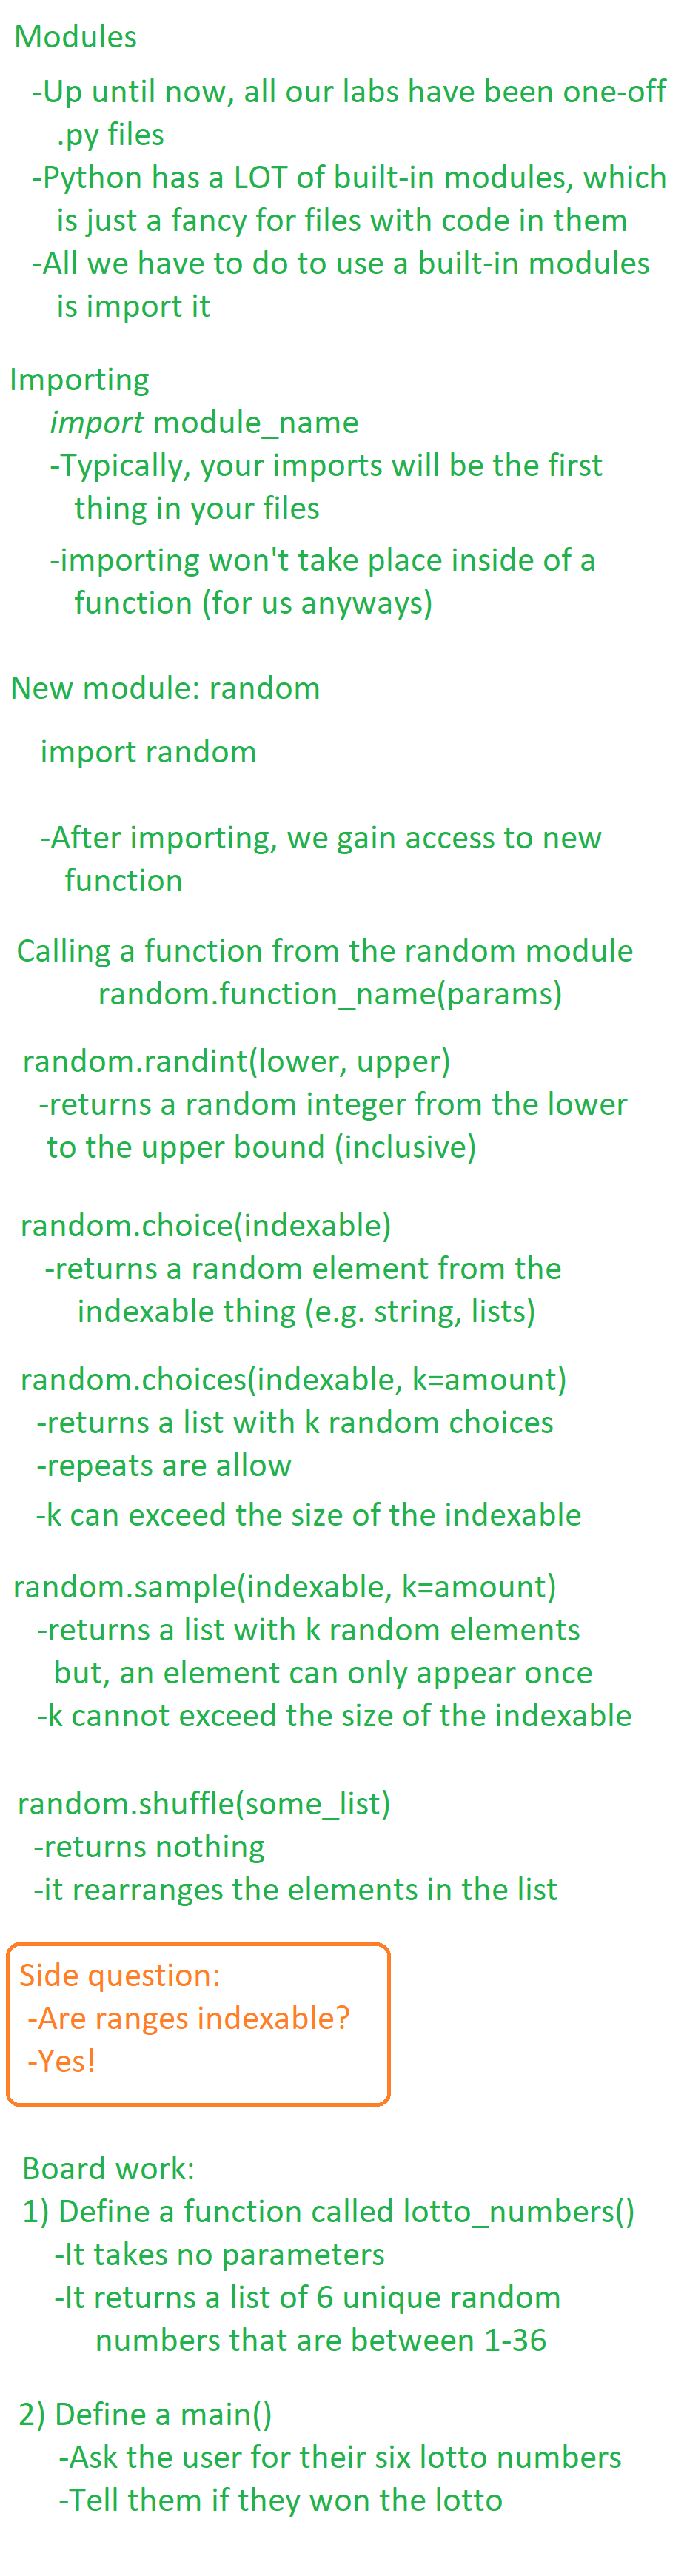 Modules
-Up until now, all our labs have been one-off
.py files
-Python has a LOT of built-in modules, which
is just a fancy for files with code in them
-All we have to do to use a built-in modules
is import it
Importing
import module_name
-Typically, your imports will be the first
thing in your files
-importing won't take place inside of a
function (for us anyways)
New module: random
import random
-After importing, we gain access to new
function
Calling a function from the random module
random.function_name(params)
random.randint(lower, upper)
-returns a random integer from the lower
to the upper bound (inclusive)
random.choice(indexable)
-returns a random element from the
indexable thing (e.g. string, lists)
random.choices(indexable, k=amount)
-returns a list with k random choices
-repeats are allow
-k can exceed the size of the indexable
random.sample(indexable, k=amount)
-returns a list with k random elements
but, an element can only appear once
-k cannot exceed the size of the indexable
random.shuffle(some_list)
-returns nothing
-it rearranges the elements in the list
Side question:
-Are ranges indexable?
-Yes!
Board work:
1) Define a function called lotto_numbers()
-It takes no parameters
-It returns a list of 6 unique random
numbers that are between 1-36
2) Define a main()
-Ask the user for their six lotto numbers
-Tell them if they won the lotto